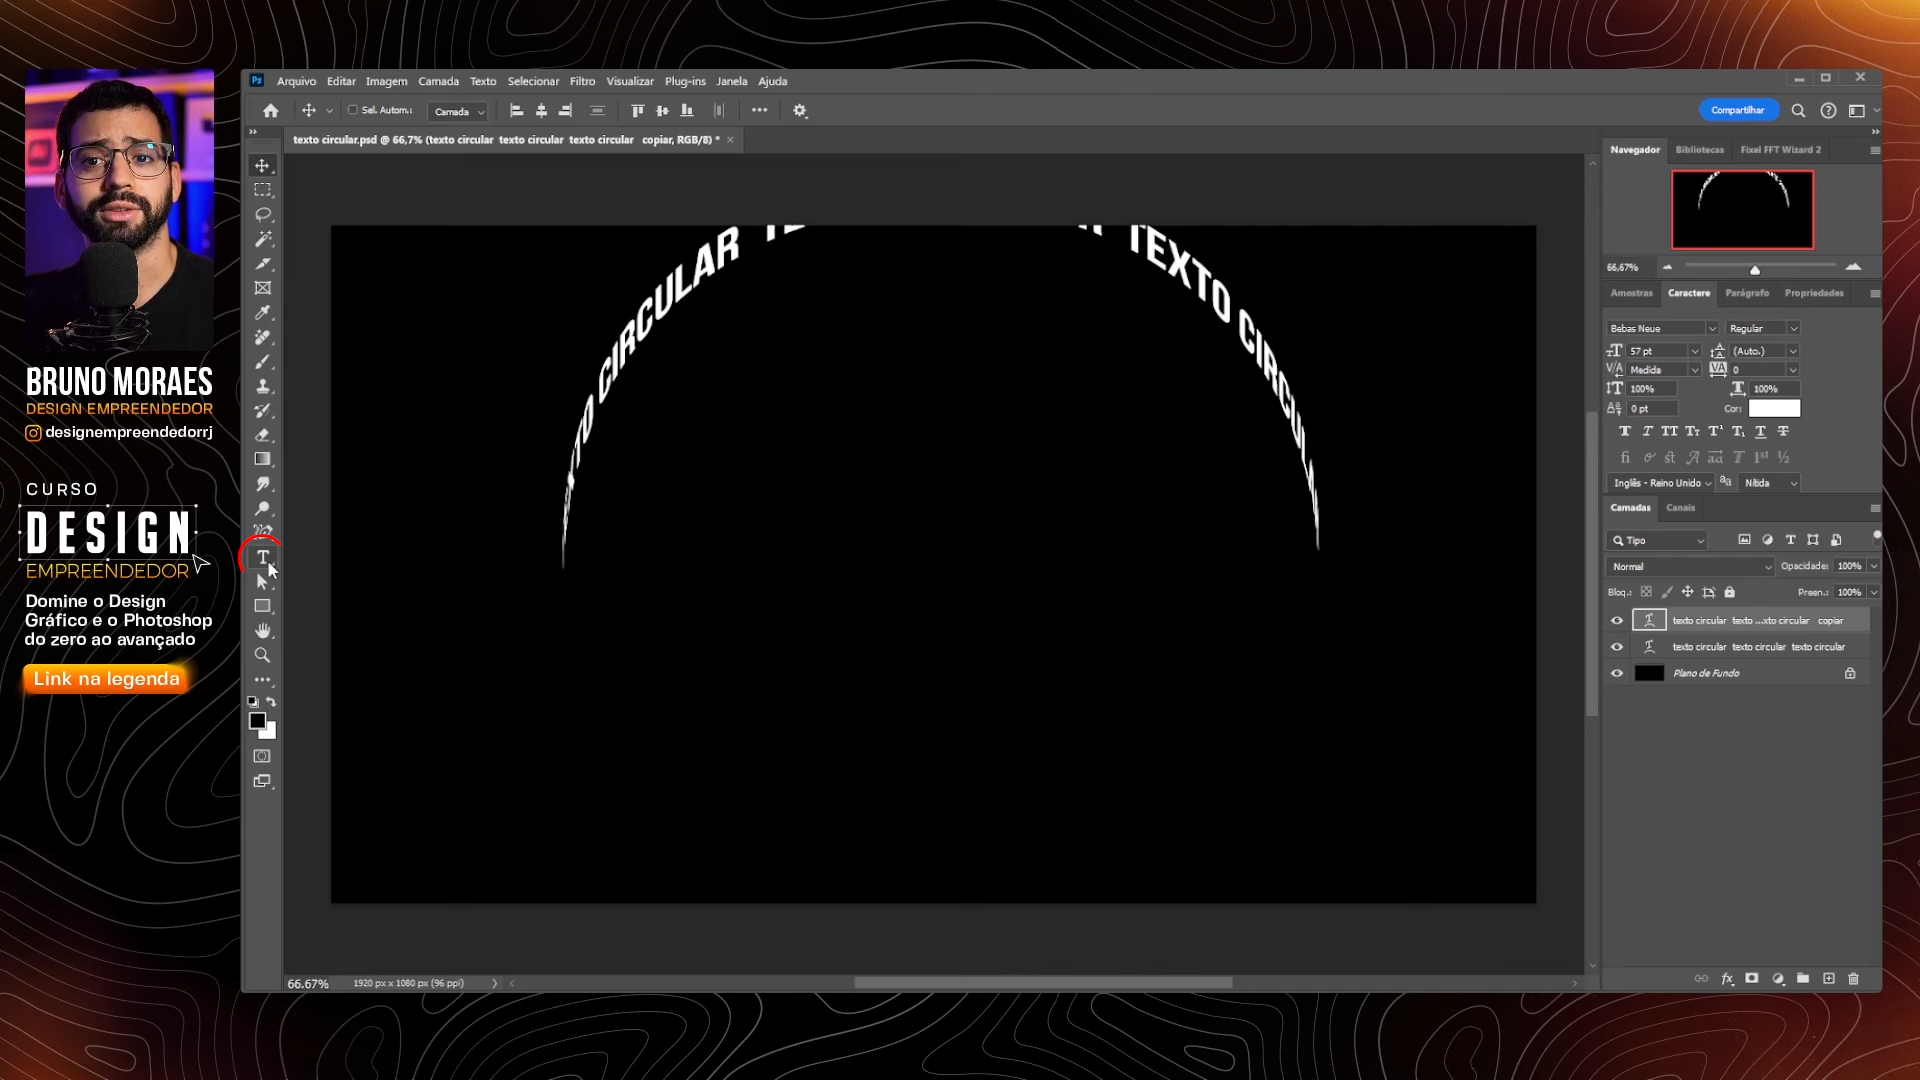 BRUNO MORAES
DESIGN EMPREENDEDOR
designempreendedorrj
CURSO
DESIGN
EMPREENDEDOR
Domine o Design
Gráfico e o Photoshop
do zero ao avançado
Link na legenda
Ps
Arquivo Editar Imagem Camada Texto Selecionar Filtro Visualizar Plug-ins Janela Ajuda
Sel. Autom.: Camada Compartilhar
texto circular.psd @ 66,7% (texto circular texto circular texto circular copiar, RGB/8) *
CIRCULAR
TEXTO
Navegador Bibliotecas Fixel FFT Wizard 2
66,67%
Amostras Caractere Parágrafo Propriedades
Bebas Neue Regular
57 pt (Auto.)
Medida 0
100% 100%
0 pt Cor:
Inglês - Reino Unido Nítida
Camadas Canais
Tipo
Normal Opacidade: 100%
Bloq.: Preen.: 100%
texto circular texto ...xto circular copiar
texto circular texto circular texto circular
Plano de Fundo
66.67% 1920 px x 1080 px (96 ppi)